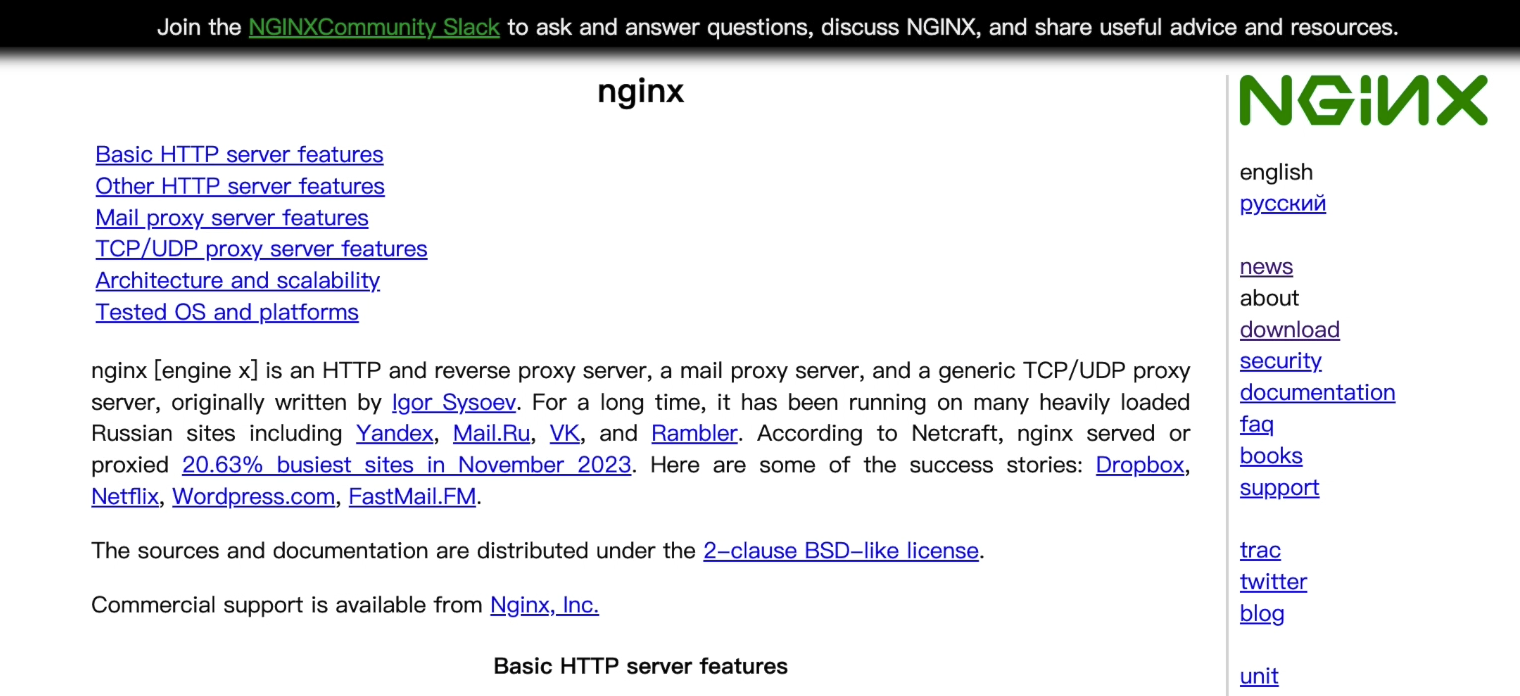 Join the NGINXCommunity Slack to ask and answer questions, discuss NGINX, and share useful advice and resources.
nginx
Basic HTTP server features
Other HTTP server features
Mail proxy server features
TCP/UDP proxy server features
Architecture and scalability
Tested OS and platforms
nginx [engine x] is an HTTP and reverse proxy server, a mail proxy server, and a generic TCP/UDP proxy
server, originally written by Igor Sysoev. For a long time, it has been running on many heavily loaded
Russian sites including Yandex, Mail.Ru, VK, and Rambler. According to Netcraft, nginx served or
proxied 20.63% busiest sites in November 2023. Here are some of the success stories: Dropbox,
Netflix, Wordpress.com, FastMail.FM.
The sources and documentation are distributed under the 2-clause BSD-like license.
Commercial support is available from Nginx, Inc.
Basic HTTP server features
NGINX
english
русский
news
about
download
security
documentation
faq
books
support
trac
twitter
blog
unit